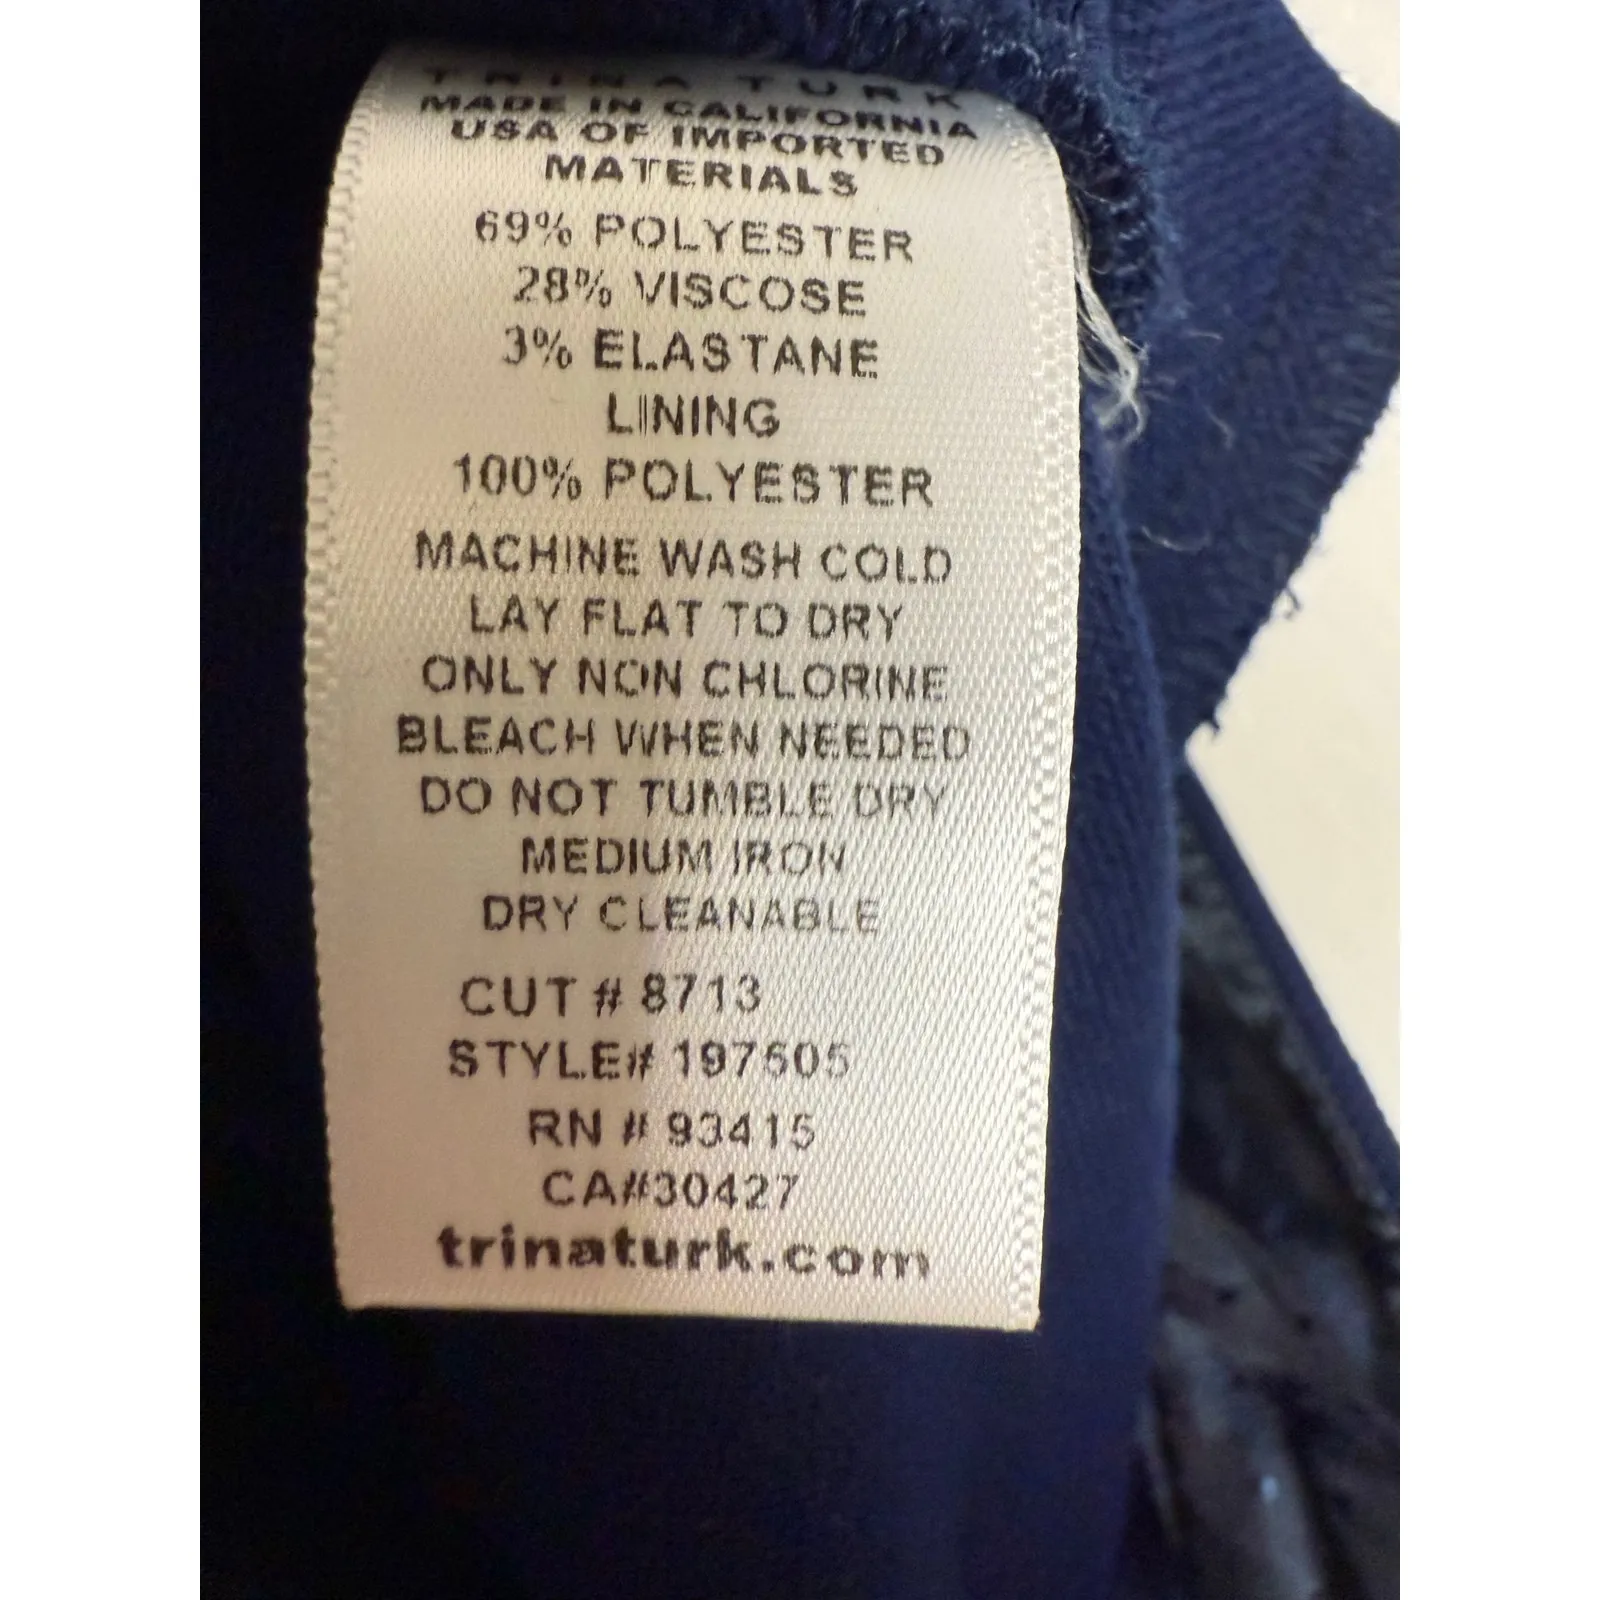 TRINA TURK
MADE IN CALIFORNIA
USA OF IMPORTED
MATERIALS
69% POLYESTER
28% VISCOSE
3% ELASTANE
LINING
100% POLYESTER
MACHINE WASH COLD
LAY FLAT TO DRY
ONLY NON CHLORINE
BLEACH WHEN NEEDED
DO NOT TUMBLE DRY
MEDIUM IRON
DRY CLEANABLE
CUT # 8713
STYLE# 197605
RN # 93415
CA#30427
trinaturk.com